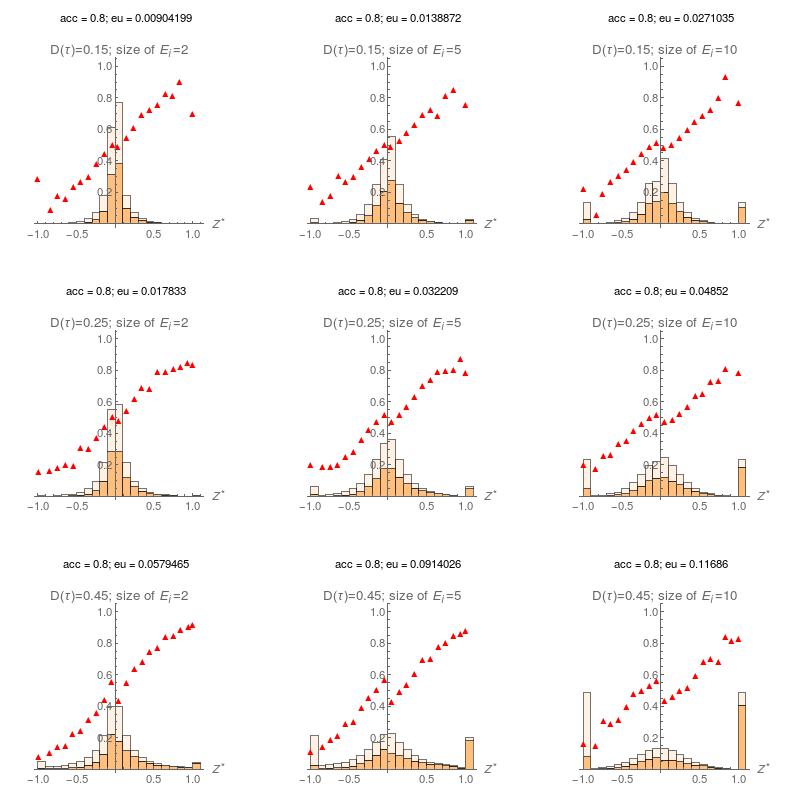 acc = 0.8; eu = 0.00904199
acc = 0.8; eu = 0.0138872
acc = 0.8; eu = 0.0271035
D(τ)=0.15; size of Ei=2
D(τ)=0.15; size of Ei=5
D(τ)=0.15; size of Ei=10
1.0 1.0 1.0
0.8 0.8 0.8
0.6 0.6 0.6
0.4 0.4 0.4
0.2 0.2 0.2
−1.0 −0.5 0.5 1.0 Z*
−1.0 −0.5 0.5 1.0 Z*
−1.0 −0.5 0.5 1.0 Z*
acc = 0.8; eu = 0.017833
acc = 0.8; eu = 0.032209
acc = 0.8; eu = 0.04852
D(τ)=0.25; size of Ei=2
D(τ)=0.25; size of Ei=5
D(τ)=0.25; size of Ei=10
1.0 1.0 1.0
0.8 0.8 0.8
0.6 0.6 0.6
0.4 0.4 0.4
0.2 0.2 0.2
−1.0 −0.5 0.5 1.0 Z*
−1.0 −0.5 0.5 1.0 Z*
−1.0 −0.5 0.5 1.0 Z*
acc = 0.8; eu = 0.0579465
acc = 0.8; eu = 0.0914026
acc = 0.8; eu = 0.11686
D(τ)=0.45; size of Ei=2
D(τ)=0.45; size of Ei=5
D(τ)=0.45; size of Ei=10
1.0 1.0 1.0
0.8 0.8 0.8
0.6 0.6 0.6
0.4 0.4 0.4
0.2 0.2 0.2
−1.0 −0.5 0.5 1.0 Z*
−1.0 −0.5 0.5 1.0 Z*
−1.0 −0.5 0.5 1.0 Z*